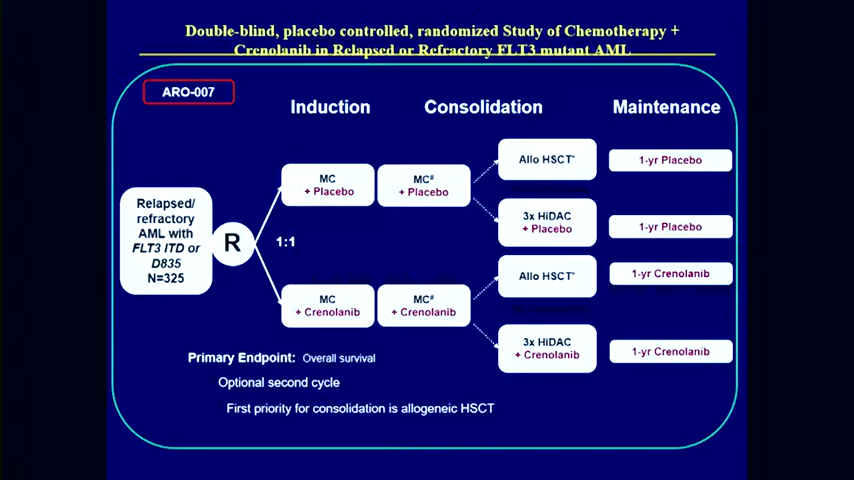 Double-blind, placebo controlled, randomized Study of Chemotherapy +
Crenolanib in Relapsed or Refractory FLT3 mutant AML
ARO-007
Induction
Consolidation
Maintenance
Relapsed/
refractory
AML with
FLT3 ITD or
D835
N=325
R
1:1
MC
+ Placebo
MC#
+ Placebo
Allo HSCT*
1-yr Placebo
3x HiDAC
+ Placebo
1-yr Placebo
MC
+ Crenolanib
MC#
+ Crenolanib
Allo HSCT*
1-yr Crenolanib
3x HiDAC
+ Crenolanib
1-yr Crenolanib
Primary Endpoint: Overall survival
Optional second cycle
First priority for consolidation is allogeneic HSCT